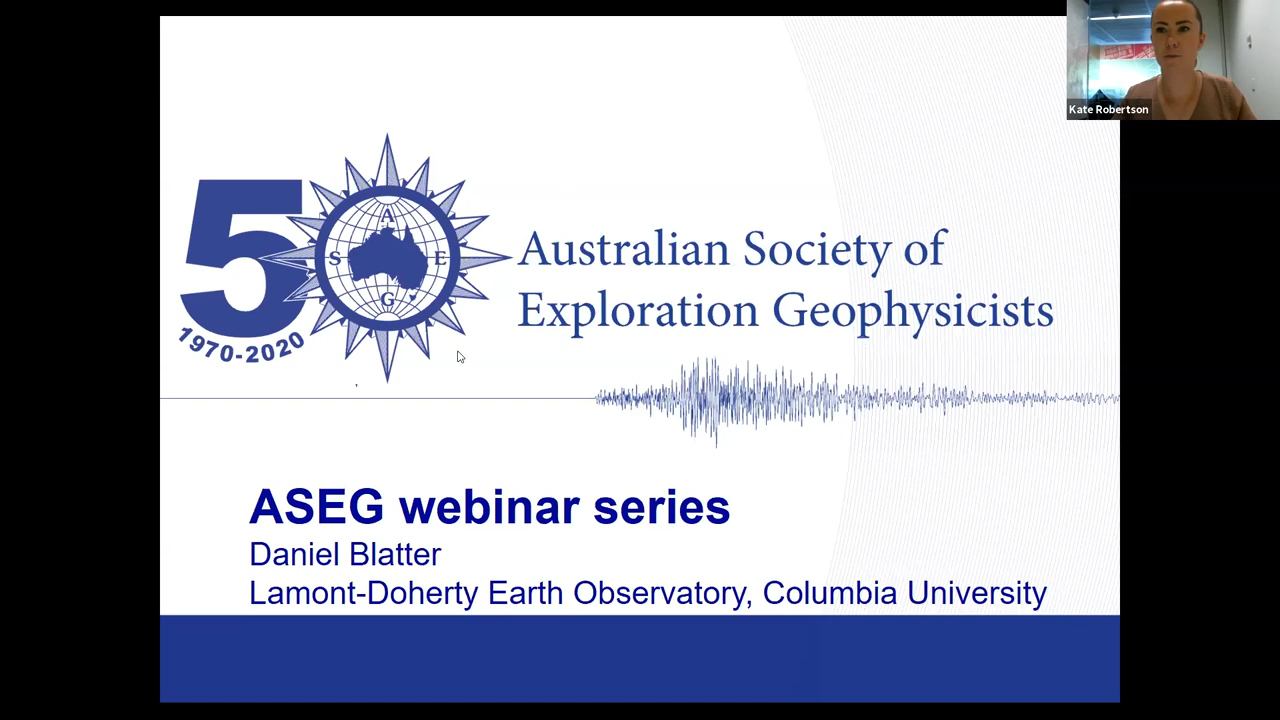 Kate Robertson
50
A
S E
G
1970-2020
Australian Society of
Exploration Geophysicists
ASEG webinar series
Daniel Blatter
Lamont-Doherty Earth Observatory, Columbia University